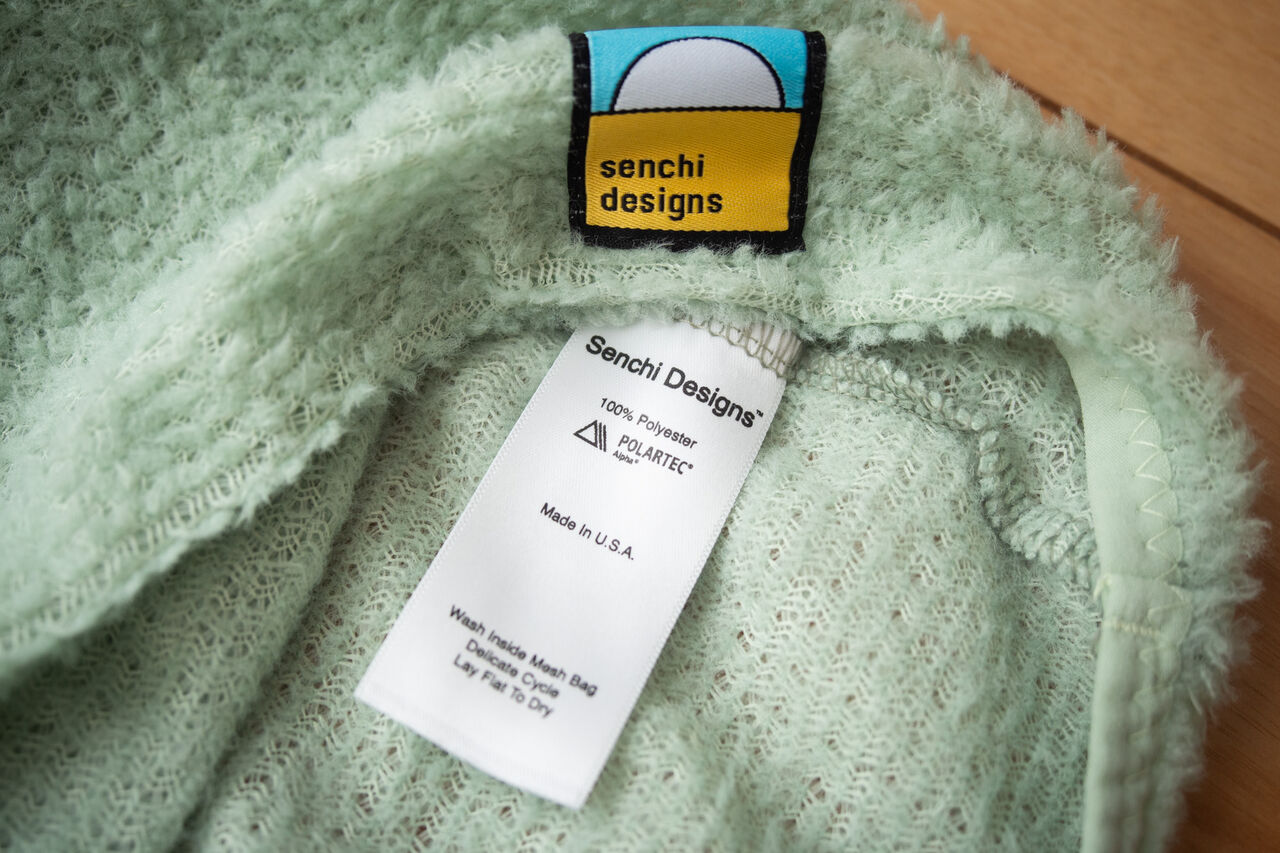 senchi
designs
Senchi Designs™
100% Polyester
POLARTEC®
Alpha®
Made In U.S.A.
Wash Inside Mesh Bag
Delicate Cycle
Lay Flat To Dry